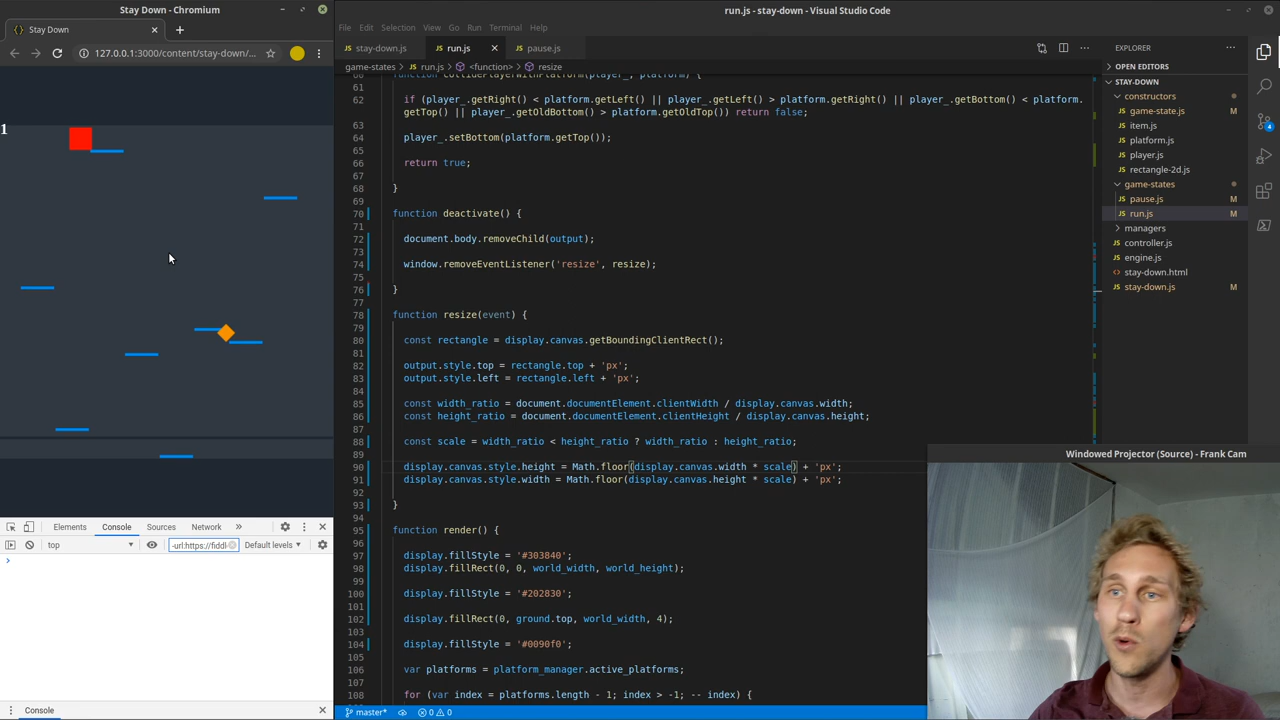 Stay Down - Chromium
Stay Down
127.0.0.1:3000/content/stay-down/...
1
Elements Console Sources Network »
top -url:https://fiddl Default levels
>
Console
run.js - stay-down - Visual Studio Code
File Edit Selection View Go Run Terminal Help
stay-down.js run.js pause.js
game-states > run.js > <function> > resize
61
62 if (player_.getRight() < platform.getLeft() || player_.getLeft() > platform.getRight() || player_.getBottom() < platform.
getTop() || player_.getOldBottom() > platform.getOldTop()) return false;
63
64 player_.setBottom(platform.getTop());
65
66 return true;
67
68 }
69
70 function deactivate() {
71
72 document.body.removeChild(output);
73
74 window.removeEventListener('resize', resize);
75
76 }
77
78 function resize(event) {
79
80 const rectangle = display.canvas.getBoundingClientRect();
81
82 output.style.top = rectangle.top + 'px';
83 output.style.left = rectangle.left + 'px';
84
85 const width_ratio = document.documentElement.clientWidth / display.canvas.width;
86 const height_ratio = document.documentElement.clientHeight / display.canvas.height;
87
88 const scale = width_ratio < height_ratio ? width_ratio : height_ratio;
89
90 display.canvas.style.height = Math.floor(display.canvas.width * scale) + 'px';
91 display.canvas.style.width = Math.floor(display.canvas.height * scale) + 'px';
92
93 }
94
95 function render() {
96
97 display.fillStyle = '#303840';
98 display.fillRect(0, 0, world_width, world_height);
99
100 display.fillStyle = '#202830';
101
102 display.fillRect(0, ground.top, world_width, 4);
103
104 display.fillStyle = '#0090f0';
105
106 var platforms = platform_manager.active_platforms;
107
108 for (var index = platforms.length - 1; index > -1; -- index) {
master* 0 0
EXPLORER
OPEN EDITORS
STAY-DOWN
constructors
game-state.js M
item.js
platform.js
player.js
rectangle-2d.js
game-states
pause.js M
run.js M
managers
controller.js
engine.js
stay-down.html
stay-down.js M
4
Windowed Projector (Source) - Frank Cam